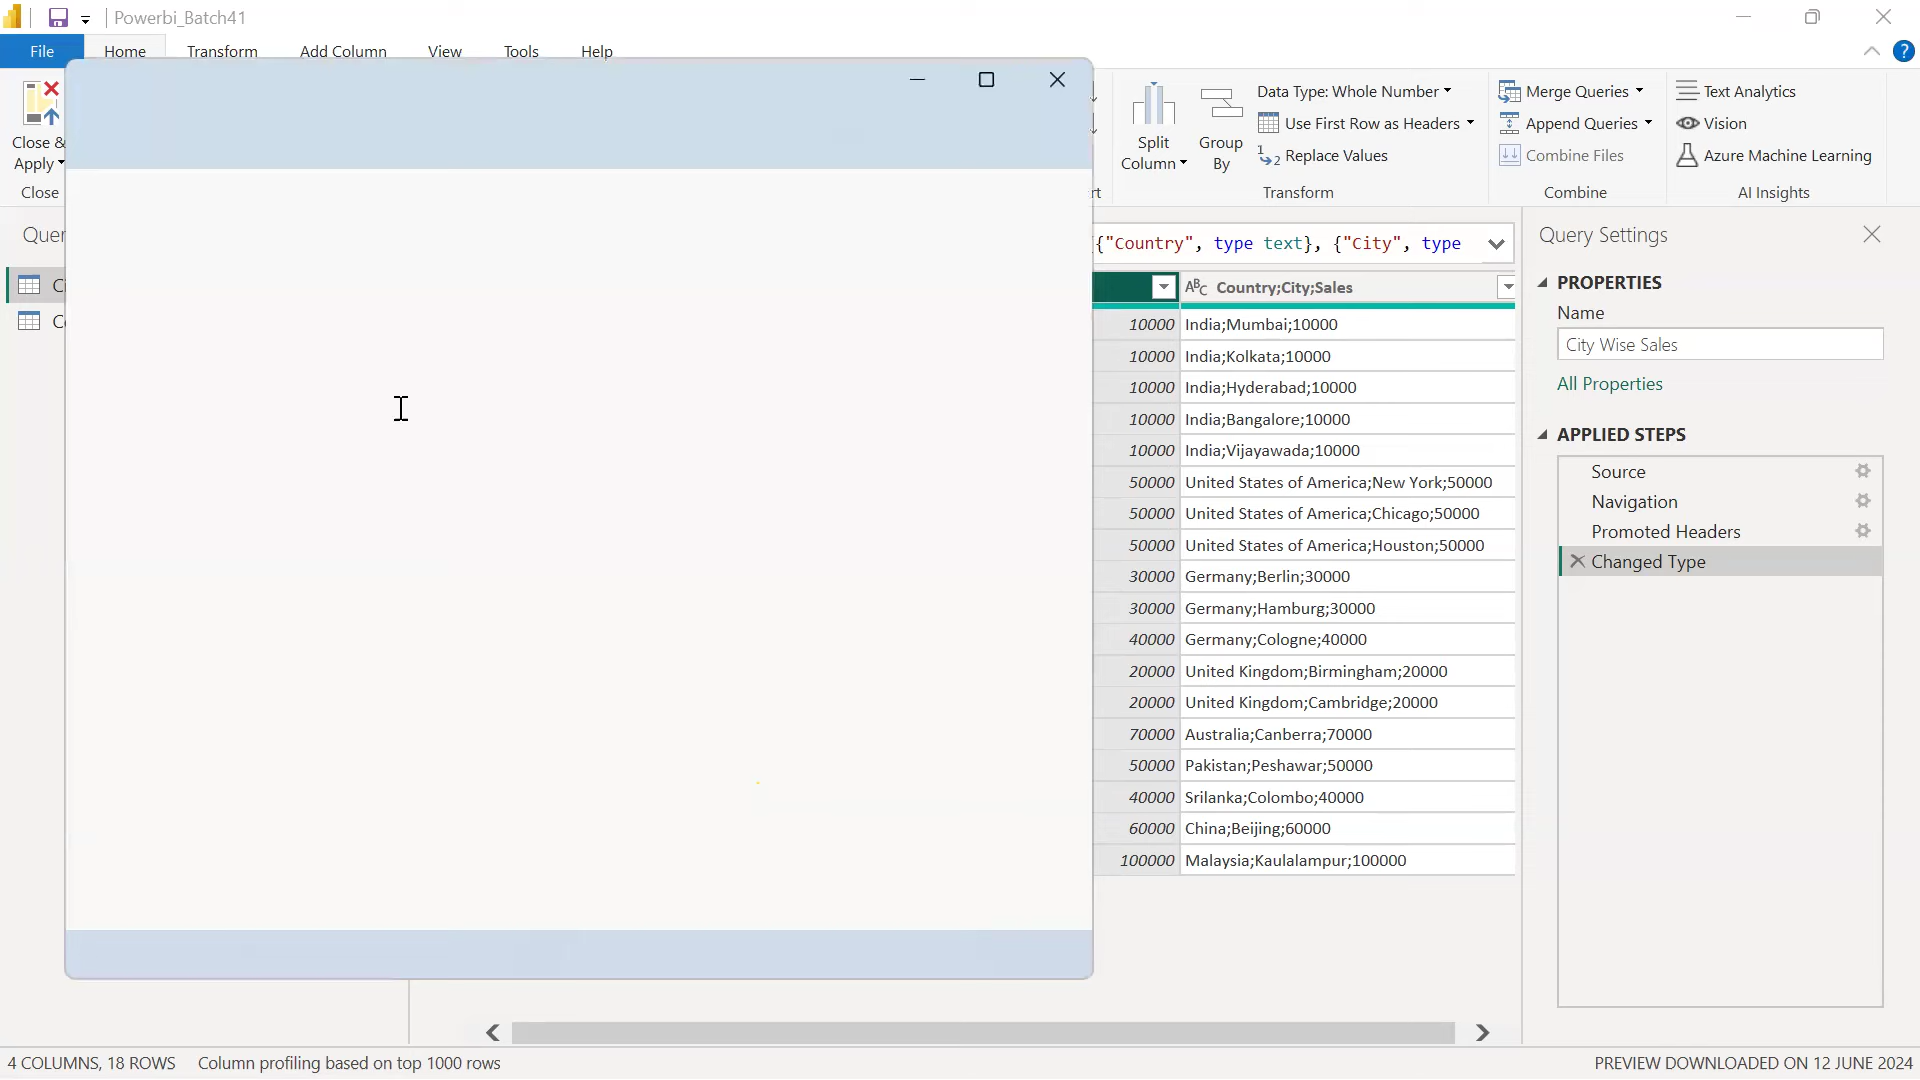 Powerbi_Batch41
File Home Transform Add Column View Tools Help
Close &
Apply
Close
Split
Column
Group
By
Data Type: Whole Number
Use First Row as Headers
Replace Values
Transform
Merge Queries
Append Queries
Combine Files
Combine
Text Analytics
Vision
Azure Machine Learning
AI Insights
{"Country", type text}, {"City", type
Country;City;Sales
10000 India;Mumbai;10000
10000 India;Kolkata;10000
10000 India;Hyderabad;10000
10000 India;Bangalore;10000
10000 India;Vijayawada;10000
50000 United States of America;New York;50000
50000 United States of America;Chicago;50000
50000 United States of America;Houston;50000
30000 Germany;Berlin;30000
30000 Germany;Hamburg;30000
40000 Germany;Cologne;40000
20000 United Kingdom;Birmingham;20000
20000 United Kingdom;Cambridge;20000
70000 Australia;Canberra;70000
50000 Pakistan;Peshawar;50000
40000 Srilanka;Colombo;40000
60000 China;Beijing;60000
100000 Malaysia;Kaulalampur;100000
Query Settings
PROPERTIES
Name
City Wise Sales
All Properties
APPLIED STEPS
Source
Navigation
Promoted Headers
Changed Type
4 COLUMNS, 18 ROWS Column profiling based on top 1000 rows
PREVIEW DOWNLOADED ON 12 JUNE 2024